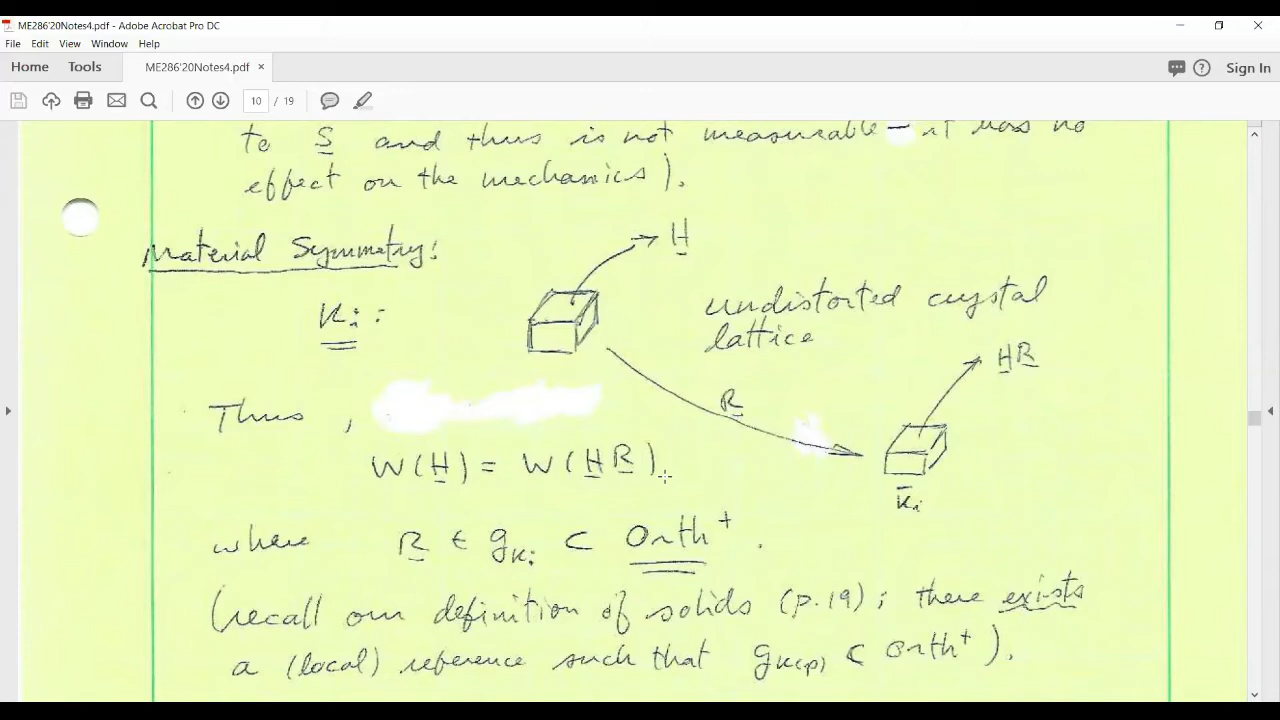 ME286'20Notes4.pdf - Adobe Acrobat Pro DC
File Edit View Window Help
Home Tools ME286'20Notes4.pdf × Sign In
10 / 19
to S and thus is not measurable – it has no
effect on the mechanics).
Material Symmetry:
H
κi :
undistorted crystal
lattice
HR
R
Thus ,
W(H) = W(HR),
κ̄i
where R ∈ gκi ⊂ Orth+ .
(recall our definition of solids (p.19); there exists
a (local) reference such that gκ(p) ⊂ Orth+ ).